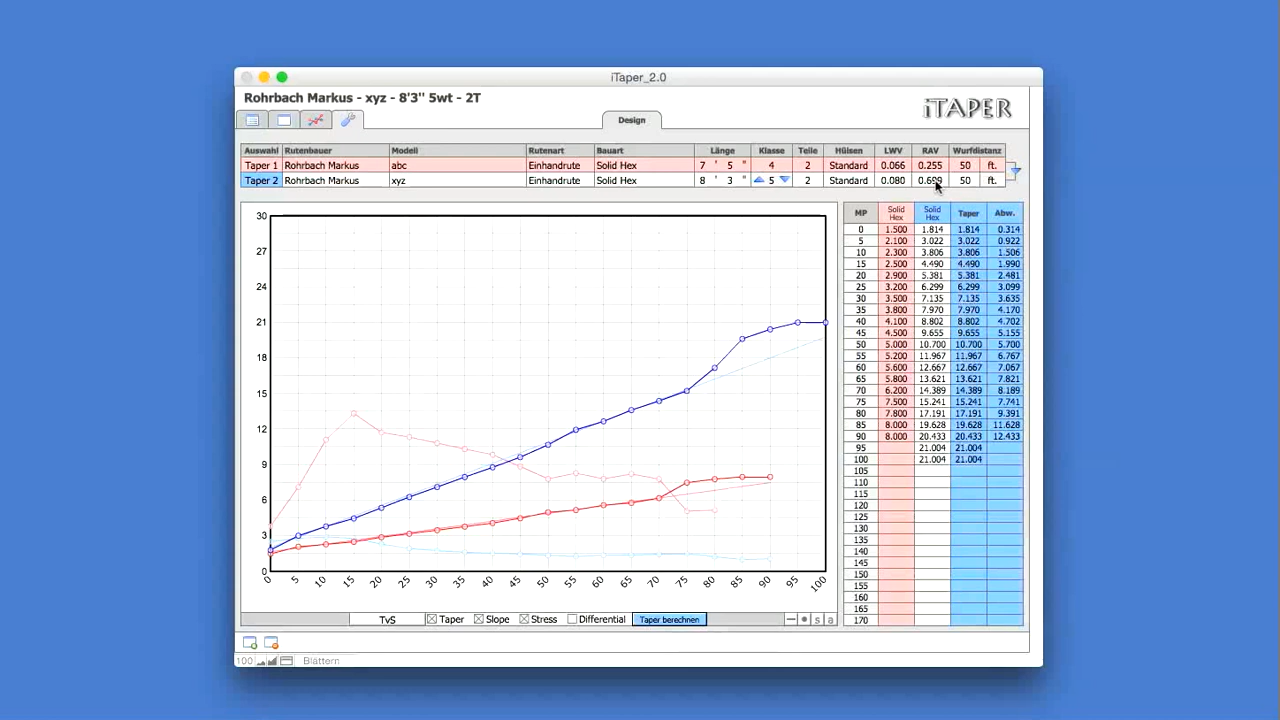 iTaper_2.0
Rohrbach Markus - xyz - 8'3'' 5wt - 2T
iTAPER
Design
Auswahl Rutenbauer Modell Rutenart Bauart Länge Klasse Teile Hülsen LWV RAV Wurfdistanz
Taper 1 Rohrbach Markus abc Einhandrute Solid Hex 7 ' 5 " 4 2 Standard 0.066 0.255 50 ft.
Taper 2 Rohrbach Markus xyz Einhandrute Solid Hex 8 ' 3 " 5 2 Standard 0.080 50 ft.
MP Solid Hex Solid Hex Taper Abw.
0 1.500 1.814 1.814 0.314
5 2.100 3.022 3.022 0.922
10 2.300 3.806 3.806 1.506
15 2.500 4.490 4.490 1.990
20 2.900 5.381 5.381 2.481
25 3.200 6.299 6.299 3.099
30 3.500 7.135 7.135 3.635
35 3.800 7.970 7.970 4.170
40 4.100 8.802 8.802 4.702
45 4.500 9.655 9.655 5.155
50 5.000 10.700 10.700 5.700
55 5.200 11.967 11.967 6.767
60 5.600 12.667 12.667 7.067
65 5.800 13.621 13.621 7.821
70 6.200 14.389 14.389 8.189
75 7.500 15.241 15.241 7.741
80 7.800 17.191 17.191 9.391
85 8.000 19.628 19.628 11.628
90 8.000 20.433 20.433 12.433
95 21.004 21.004
100 21.004 21.004
105
110
115
120
125
130
135
140
145
150
155
160
165
170
30
27
24
21
18
15
12
9
6
3
0
0 5 10 15 20 25 30 35 40 45 50 55 60 65 70 75 80 85 90 95 100
TvS Taper Slope Stress Differential Taper berechnen s a
100 Blättern